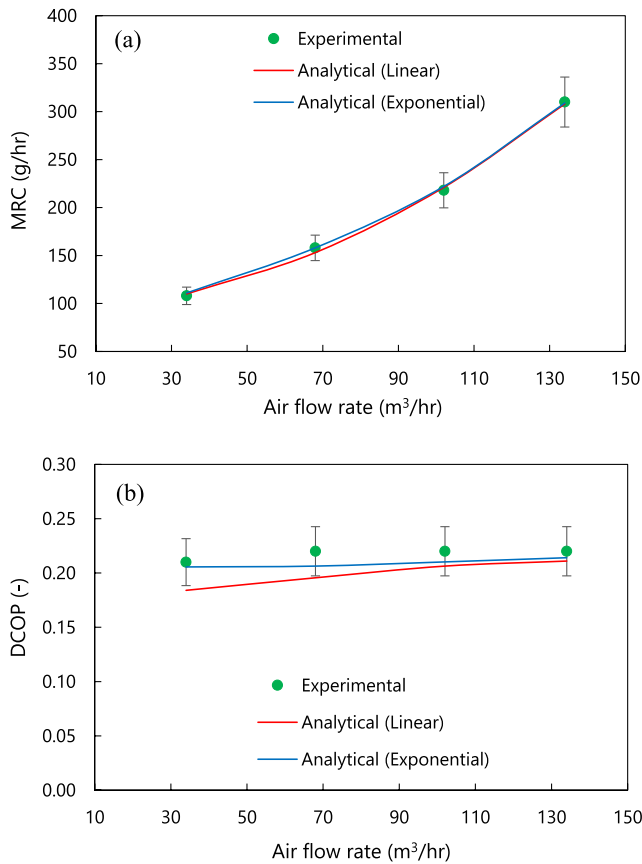 (a)
Experimental
Analytical (Linear)
Analytical (Exponential)
400
350
300
250
200
150
100
50
MRC (g/hr)
10 30 50 70 90 110 130 150
Air flow rate (m³/hr)
(b)
0.30
0.25
0.20
0.15
0.10
0.05
0.00
DCOP (-)
Experimental
Analytical (Linear)
Analytical (Exponential)
10 30 50 70 90 110 130 150
Air flow rate (m³/hr)